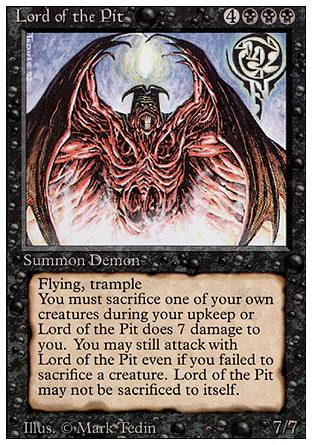 Lord of the Pit 4
Summon Demon
Flying, trample
You must sacrifice one of your own
creatures during your upkeep or
Lord of the Pit does 7 damage to
you. You may still attack with
Lord of the Pit even if you failed to
sacrifice a creature. Lord of the Pit
may not be sacrificed to itself.
Illus. © Mark Tedin 7/7